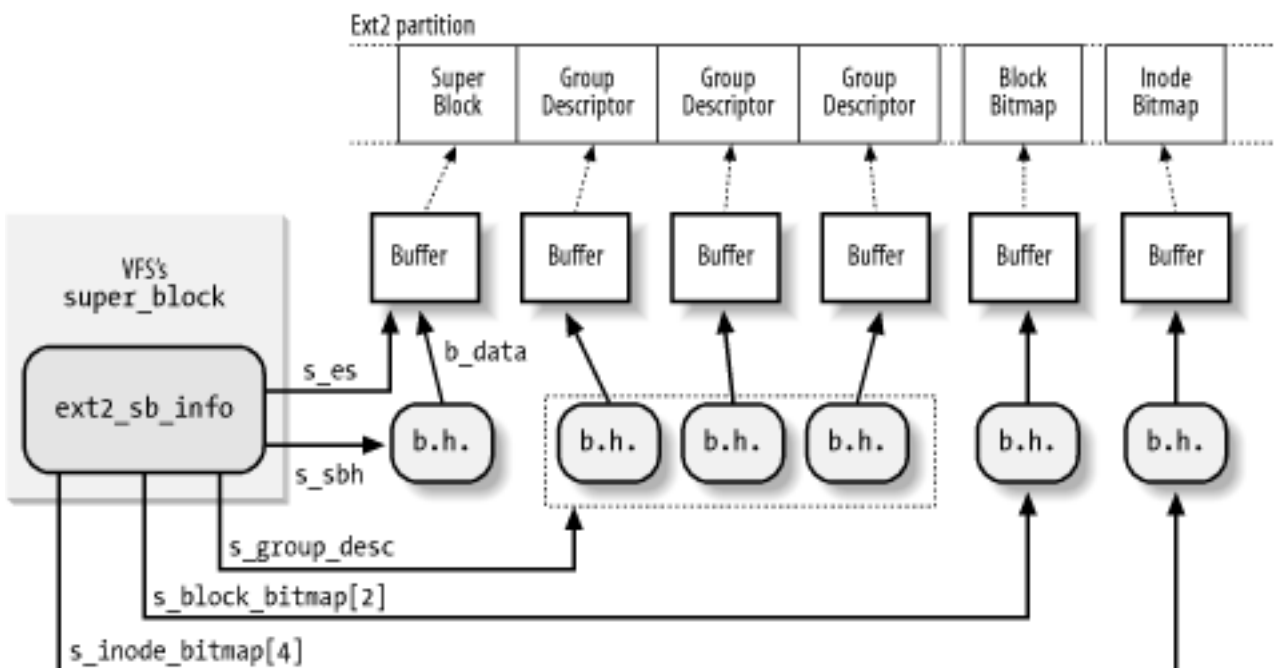 Ext2 partition
Super
Block
Group
Descriptor
Group
Descriptor
Group
Descriptor
Block
Bitmap
Inode
Bitmap
Buffer
Buffer
Buffer
Buffer
Buffer
Buffer
VFS's
super_block
ext2_sb_info
s_es
b_data
s_sbh
b.h.
b.h.
b.h.
b.h.
b.h.
b.h.
s_group_desc
s_block_bitmap[2]
s_inode_bitmap[4]